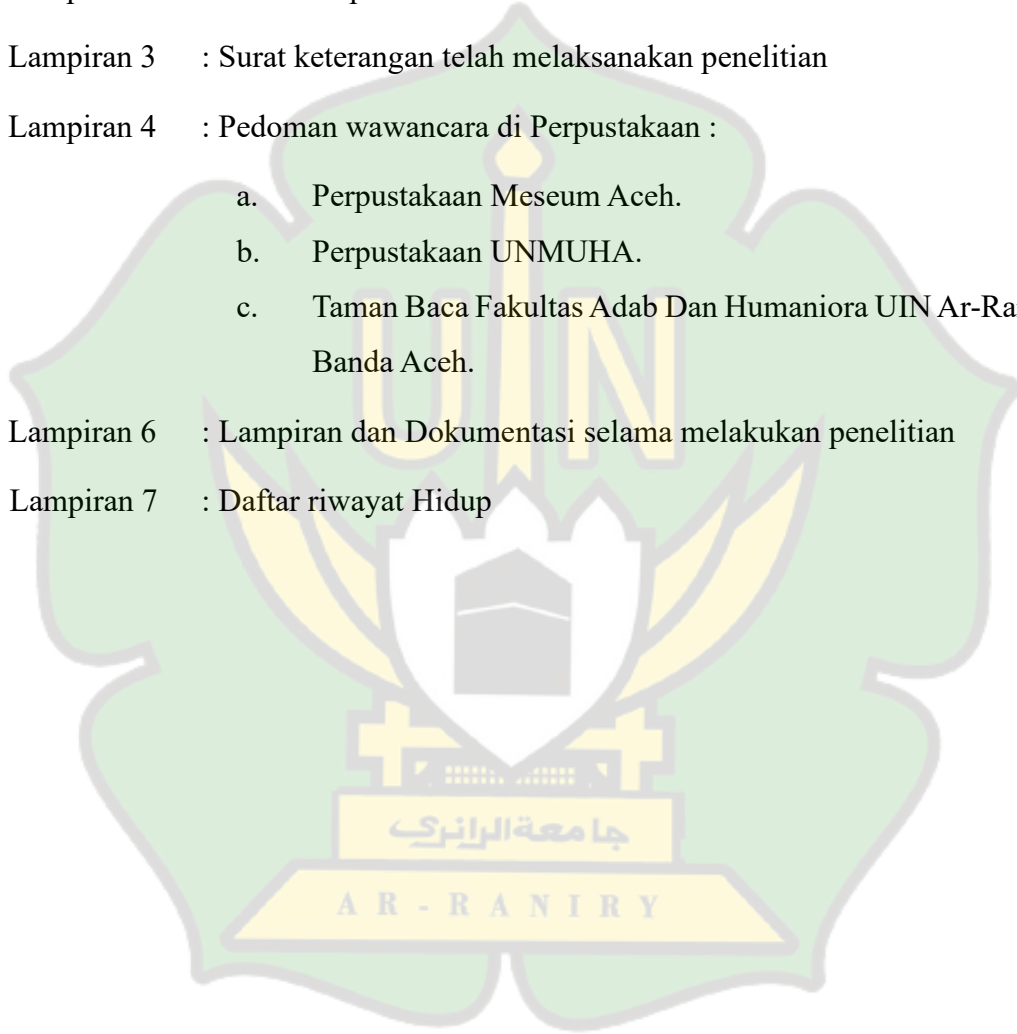 Lampiran 3 : Surat keterangan telah melaksanakan penelitian
Lampiran 4 : Pedoman wawancara di Perpustakaan :
a. Perpustakaan Meseum Aceh.
b. Perpustakaan UNMUHA.
c. Taman Baca Fakultas Adab Dan Humaniora UIN
Banda Aceh.
Lampiran 6 : Lampiran dan Dokumentasi selama melakukan penelitian
Lampiran 7 : Daftar riwayat Hidup
UIN
جامعة الرانري
AR-RANIRY